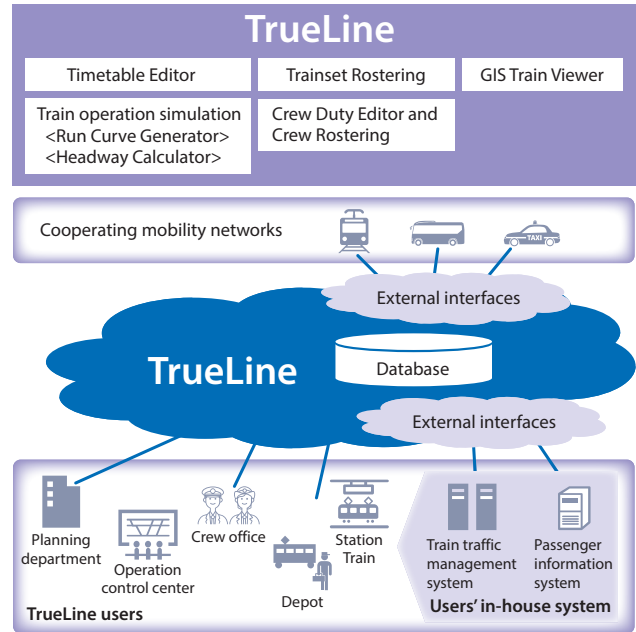 TrueLine
Timetable Editor
Trainset Rostering
GIS Train Viewer
Train operation simulation
<Run Curve Generator>
<Headway Calculator>
Crew Duty Editor and
Crew Rostering
Cooperating mobility networks
TAXI
External interfaces
TrueLine
Database
External interfaces
Planning
department
Operation
control center
Crew office
Depot
Station
Train
Train traffic
management
system
Passenger
information
system
TrueLine users
Users' in-house system